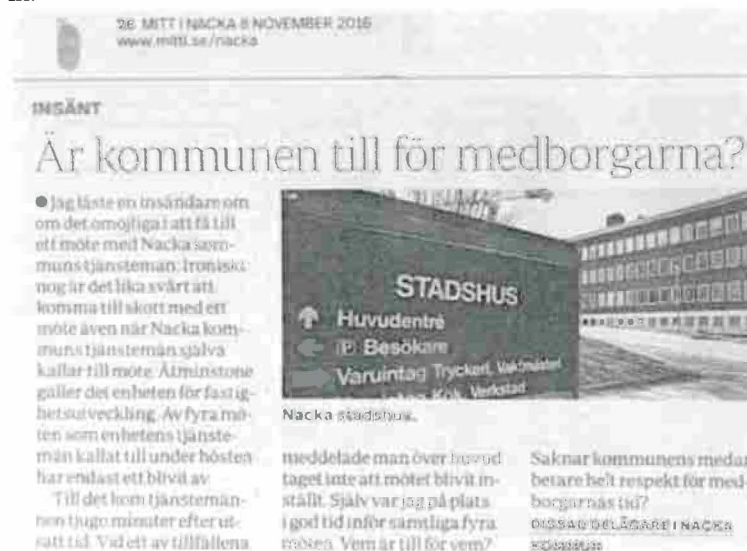 26 MITT I NACKA 8 NOVEMBER 2016
www.mitti.se/nacka
INSÄNT
Är kommunen till för medborgarna?
● Jag läste en insändare om
om det omöjliga i att få till
ett möte med Nacka kom-
muns tjänstemän. Ironiskt
nog är det lika svårt att
komma till skott med ett
möte även när Nacka kom-
muns tjänstemän själva
kallar till möte. Åtminstone
gäller det enheten för fastig-
hetsutveckling. Av fyra mö-
ten som enhetens tjänste-
män kallat till under hösten
har endast ett blivit av.
Till det kom tjänstemän-
nen tjugo minuter efter ut-
satt tid. Vid ett av tillfällena
STADSHUS
Huvudentré
P Besökare
Varuintag Tryckeri, Vaktmästeri
Kök, Verkstad
Nacka stadshus.
meddelade man över huvud
taget inte att mötet blivit in-
ställt. Själv var jag på plats
i god tid inför samtliga fyra
möten. Vem är till för vem?
Saknar kommunens medar
betare helt respekt för med-
borgarnas tid?
DISSAD DELÄGARE I NACKA
KOMMUN